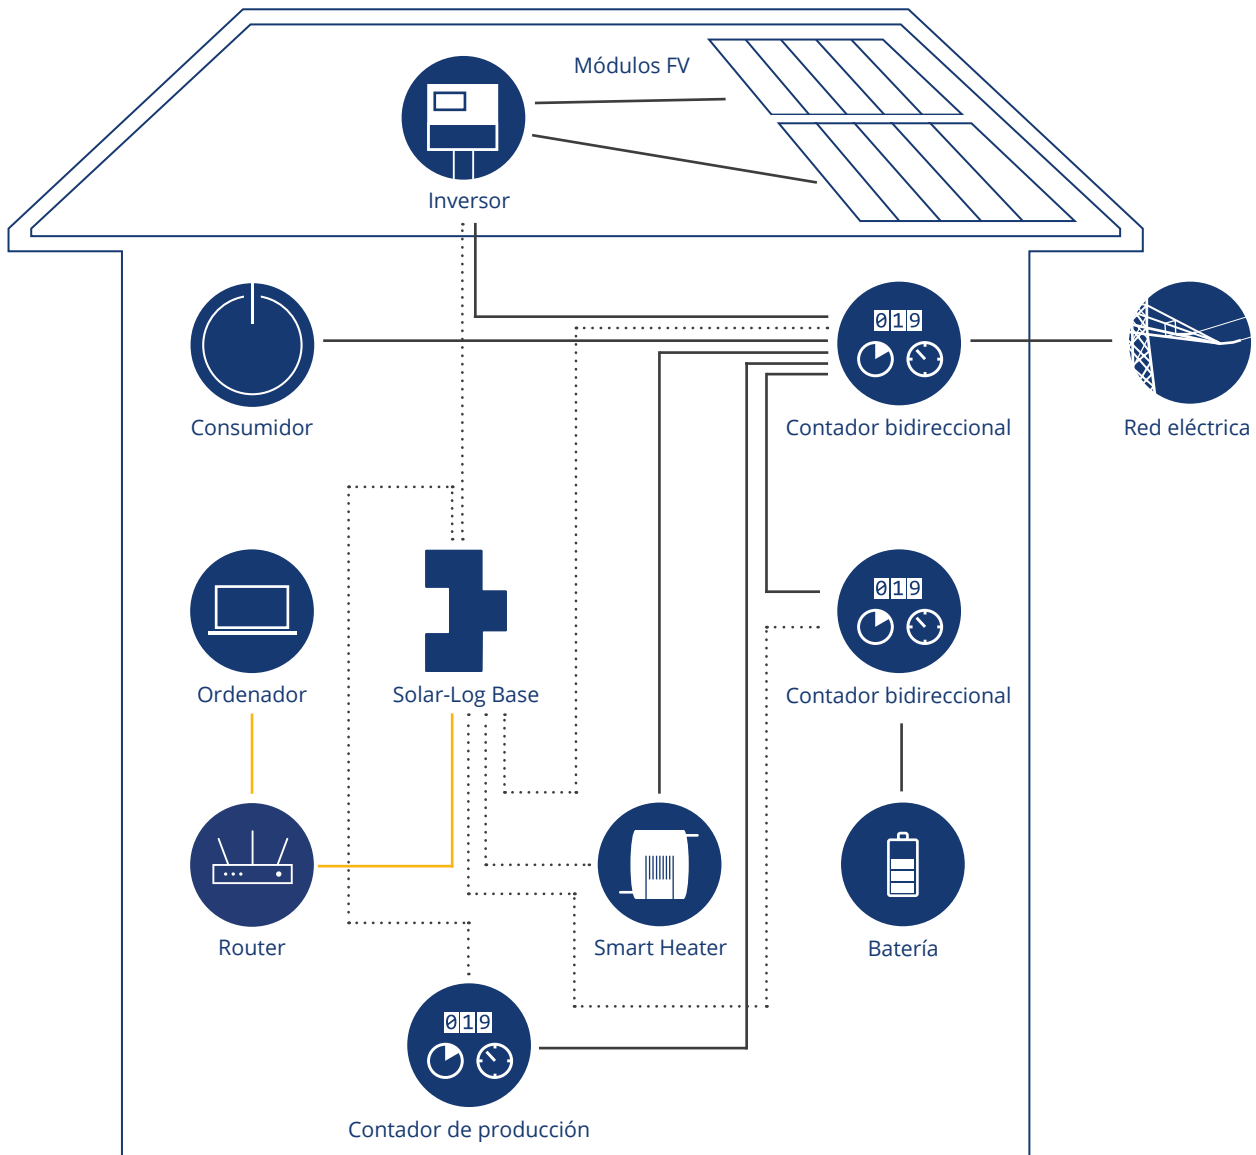 Módulos FV
Inversor
019
Consumidor
Contador bidireccional
Red eléctrica
019
Ordenador
Solar-Log Base
Contador bidireccional
Router
Smart Heater
Batería
019
Contador de producción